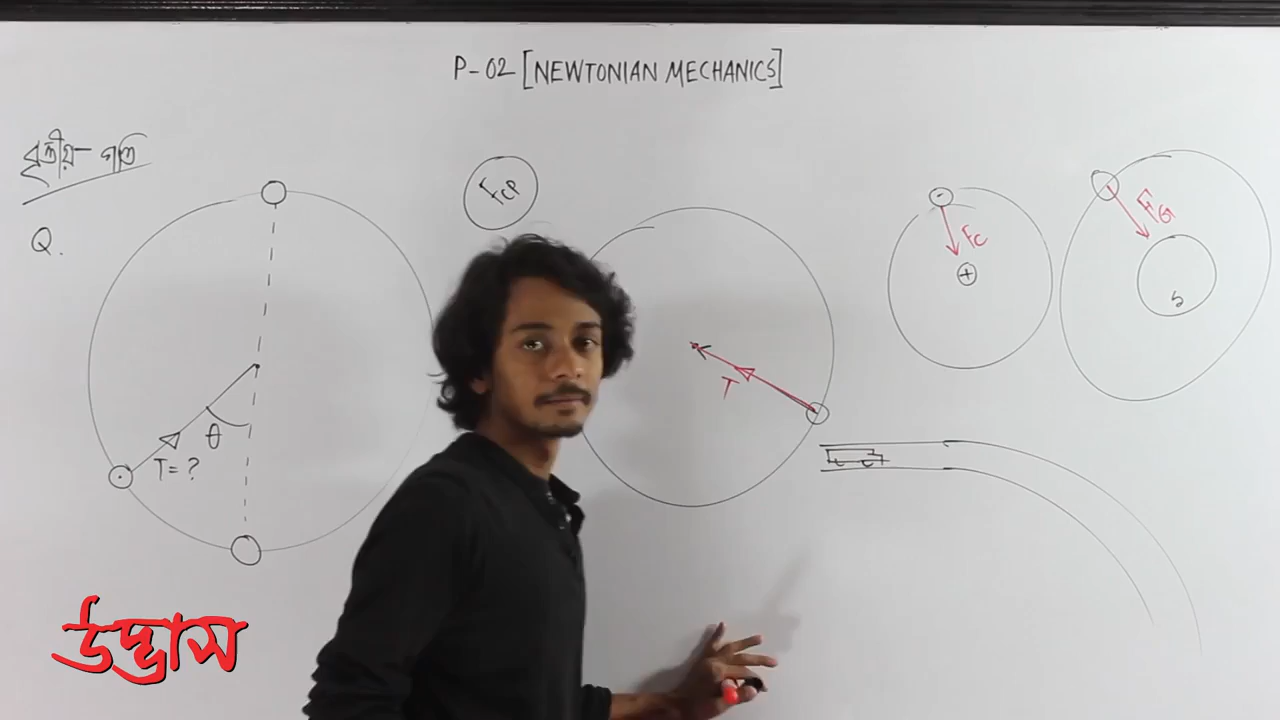 P-02 [NEWTONIAN MECHANICS]
বৃত্তীয়- গতি
Q.
θ
T= ?
Fcp
T
-
Fc
+
FG
S
উদ্ভাস